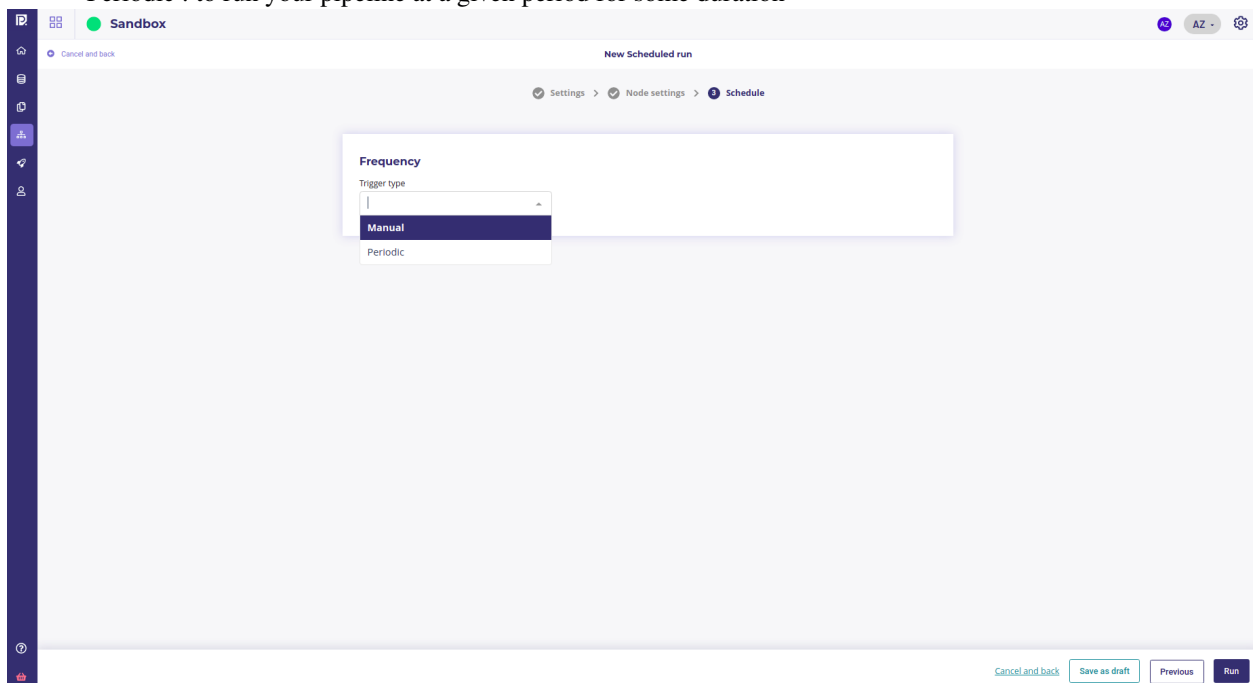 Periodic : to run your pipeline at a given period for some duration
Sandbox
AZ
AZ
Cancel and back
New Scheduled run
Settings > Node settings > 3 Schedule
Frequency
Trigger type
Manual
Periodic
Cancel and back
Save as draft
Previous
Run